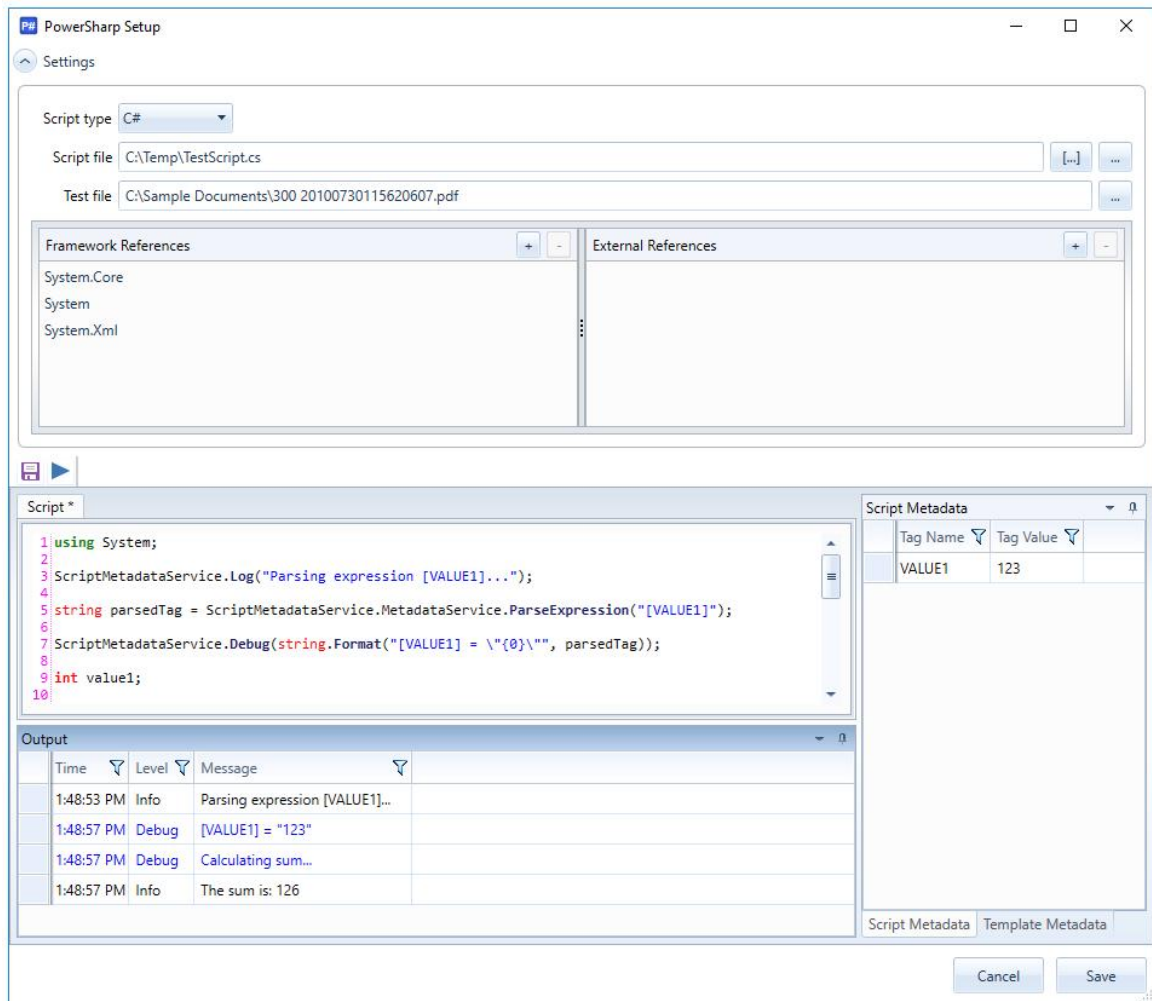 P# PowerSharp Setup
Settings
Script type C#
Script file C:\Temp\TestScript.cs [...] ...
Test file C:\Sample Documents\300 20100730115620607.pdf ...
Framework References + - External References + -
System.Core
System
System.Xml
Script *
1 using System;
2
3 ScriptMetadataService.Log("Parsing expression [VALUE1]...");
4
5 string parsedTag = ScriptMetadataService.MetadataService.ParseExpression("[VALUE1]");
6
7 ScriptMetadataService.Debug(string.Format("[VALUE1] = \"{0}\"", parsedTag));
8
9 int value1;
10
Script Metadata
Tag Name Tag Value
VALUE1 123
Output
Time Level Message
1:48:53 PM Info Parsing expression [VALUE1]...
1:48:57 PM Debug [VALUE1] = "123"
1:48:57 PM Debug Calculating sum...
1:48:57 PM Info The sum is: 126
Script Metadata Template Metadata
Cancel Save